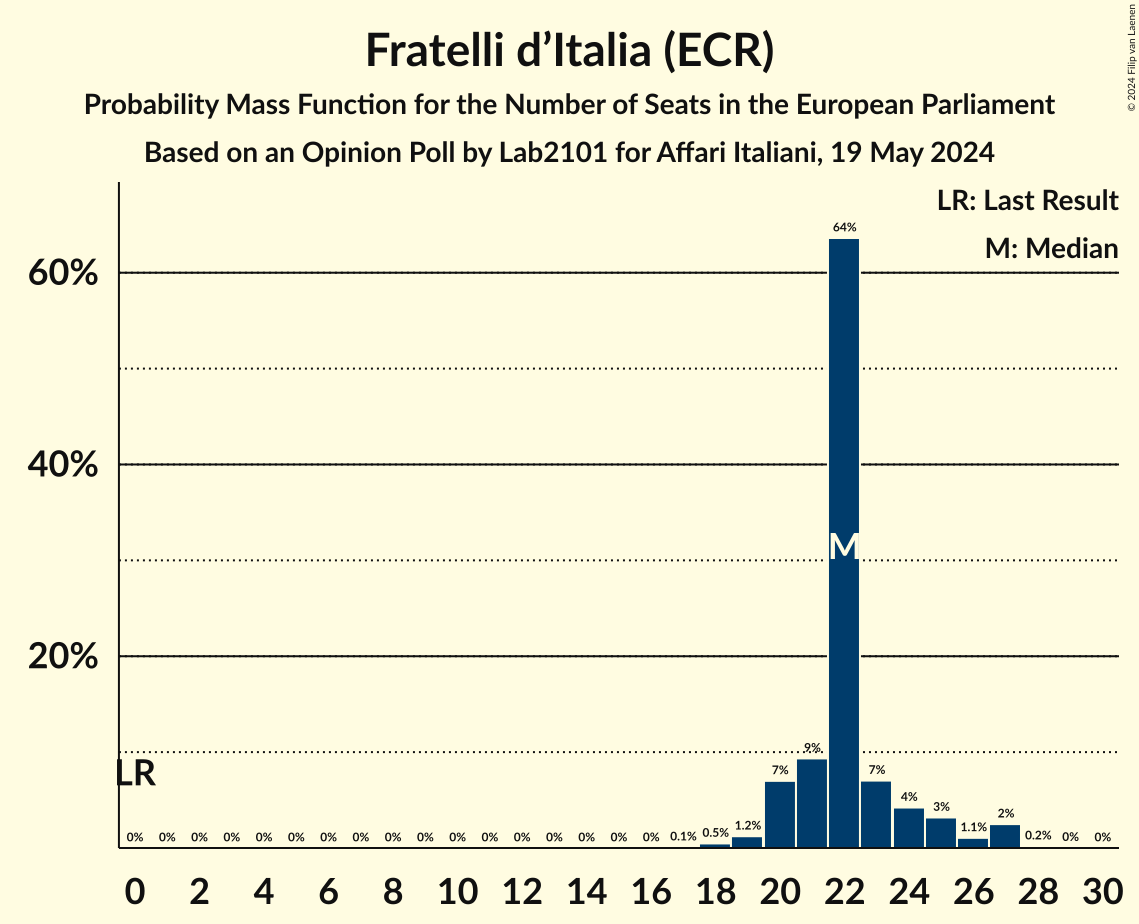 © 2024 Filip van Laenen
Fratelli d’Italia (ECR)
Probability Mass Function for the Number of Seats in the European Parliament
Based on an Opinion Poll by Lab2101 for Affari Italiani, 19 May 2024
LR: Last Result
M: Median
60%
40%
20%
64%
M
LR
0% 0% 0% 0% 0% 0% 0% 0% 0% 0% 0% 0% 0% 0% 0% 0% 0% 0.1% 0.5% 1.2% 7% 9% 7% 4% 3% 1.1% 2% 0.2% 0% 0%
0 2 4 6 8 10 12 14 16 18 20 22 24 26 28 30